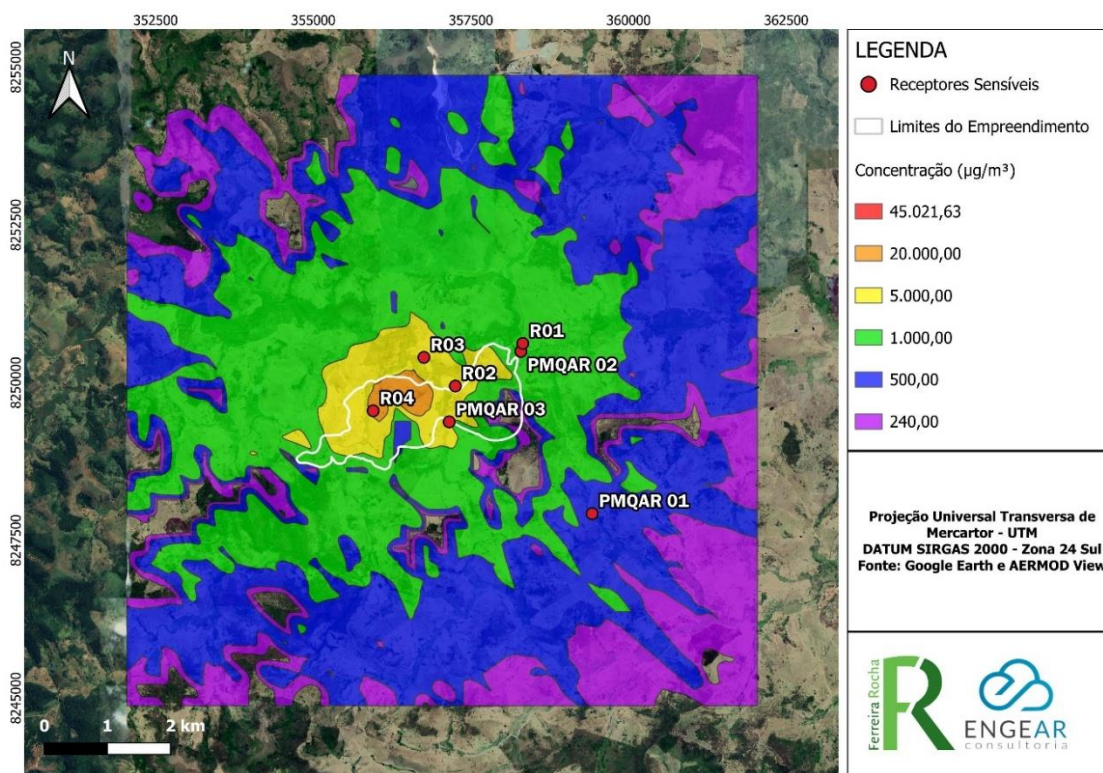 352500 355000 357500 360000 362500
8255000
8252500
8250000
8247500
8245000
N
R01
PMQAR 02
R03
R02
R04
PMQAR 03
PMQAR 01
0 1 2 km
LEGENDA
Receptores Sensíveis
Limites do Empreendimento
Concentração (µg/m³)
45.021,63
20.000,00
5.000,00
1.000,00
500,00
240,00
Projeção Universal Transversa de
Mercartor - UTM
DATUM SIRGAS 2000 - Zona 24 Sul
Fonte: Google Earth e AERMOD View
Ferreira Rocha
FR
ENGEAR
consultoria